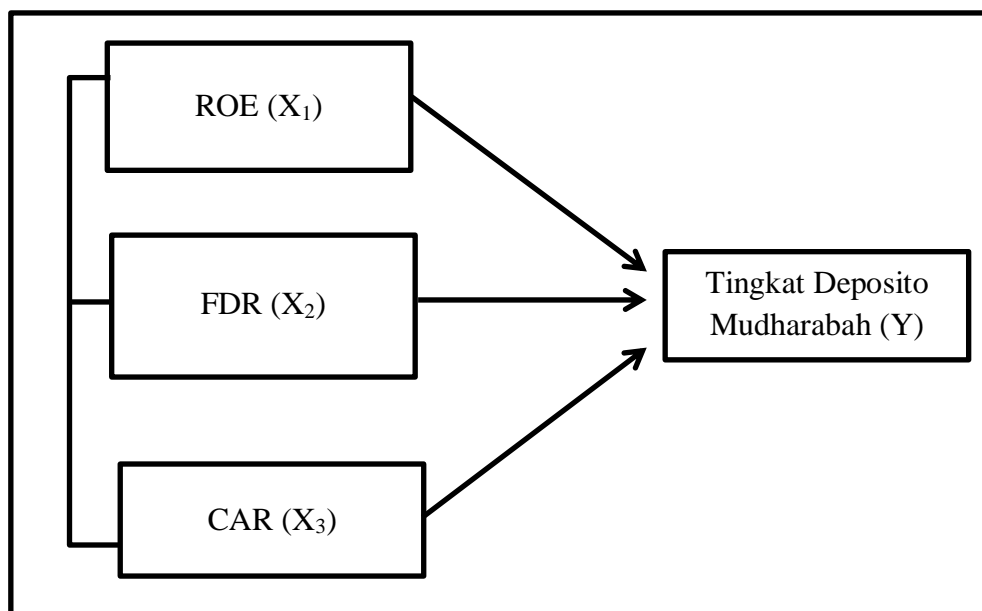 ROE (X₁)
FDR (X₂)
Tingkat Deposito
Mudharabah (Y)
CAR (X₃)